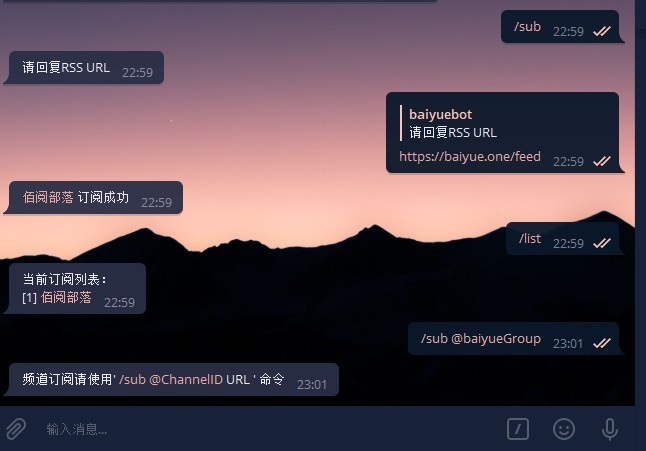 /sub 22:59
请回复RSS URL 22:59
baiyuebot
请回复RSS URL
https://baiyue.one/feed 22:59
佰阅部落 订阅成功 22:59
/list 22:59
当前订阅列表：
[1] 佰阅部落 22:59
/sub @baiyueGroup 23:01
频道订阅请使用' /sub @ChannelID URL ' 命令 23:01
输入消息...